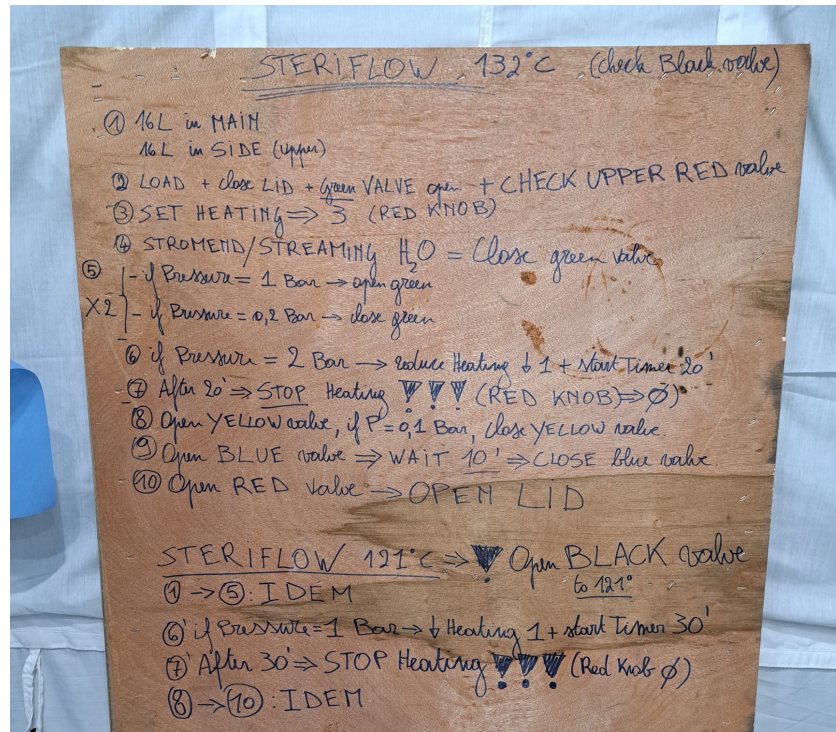 STERIFLOW 132°C (check Black valve)
① 16L in MAIN
16L in SIDE (upper)
② LOAD + close LID + green VALVE open + CHECK UPPER RED valve
③ SET HEATING ⇒ 3 (RED KNOB)
④ STROMEND/STREAMING H2O = Close green valve
⑤ - if Pressure = 1 Bar → open green
X2 - if Pressure = 0,2 Bar → close green
⑥ if Pressure = 2 Bar → reduce Heating ↓ 1 + start Timer 20'
⑦ After 20' ⇒ STOP Heating !!! (RED KNOB ⇒ Ø)
⑧ Open YELLOW valve, if P = 0,1 Bar, close YELLOW valve.
⑨ Open BLUE valve ⇒ WAIT 10' ⇒ CLOSE blue valve.
⑩ Open RED valve → OPEN LID
STERIFLOW 121°C ⇒ ! Open BLACK valve
to 121°
① → ⑤ : IDEM
⑥' if Pressure = 1 Bar → ↓ Heating 1 + start Timer 30'
⑦' After 30' ⇒ STOP Heating !!! (Red Knob Ø)
⑧ → ⑩ : IDEM